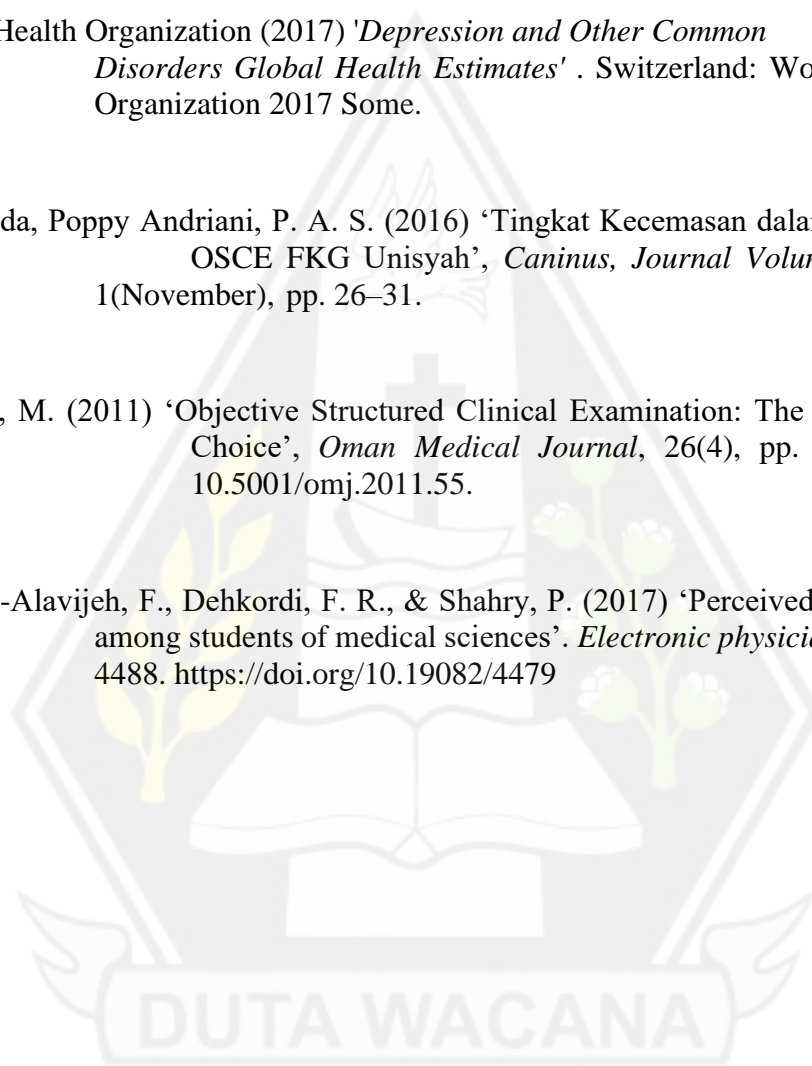 Health Organization (2017) 'Depression and Other Common
Disorders Global Health Estimates' . Switzerland: Wo
Organization 2017 Some.
da, Poppy Andriani, P. A. S. (2016) ‘Tingkat Kecemasan dala
OSCE FKG Unisyah’, Caninus, Journal Volu
1(November), pp. 26–31.
, M. (2011) ‘Objective Structured Clinical Examination: The
Choice’, Oman Medical Journal, 26(4), pp.
10.5001/omj.2011.55.
-Alavijeh, F., Dehkordi, F. R., & Shahry, P. (2017) ‘Perceived
among students of medical sciences’. Electronic physici
4488. https://doi.org/10.19082/4479
DUTA WACANA